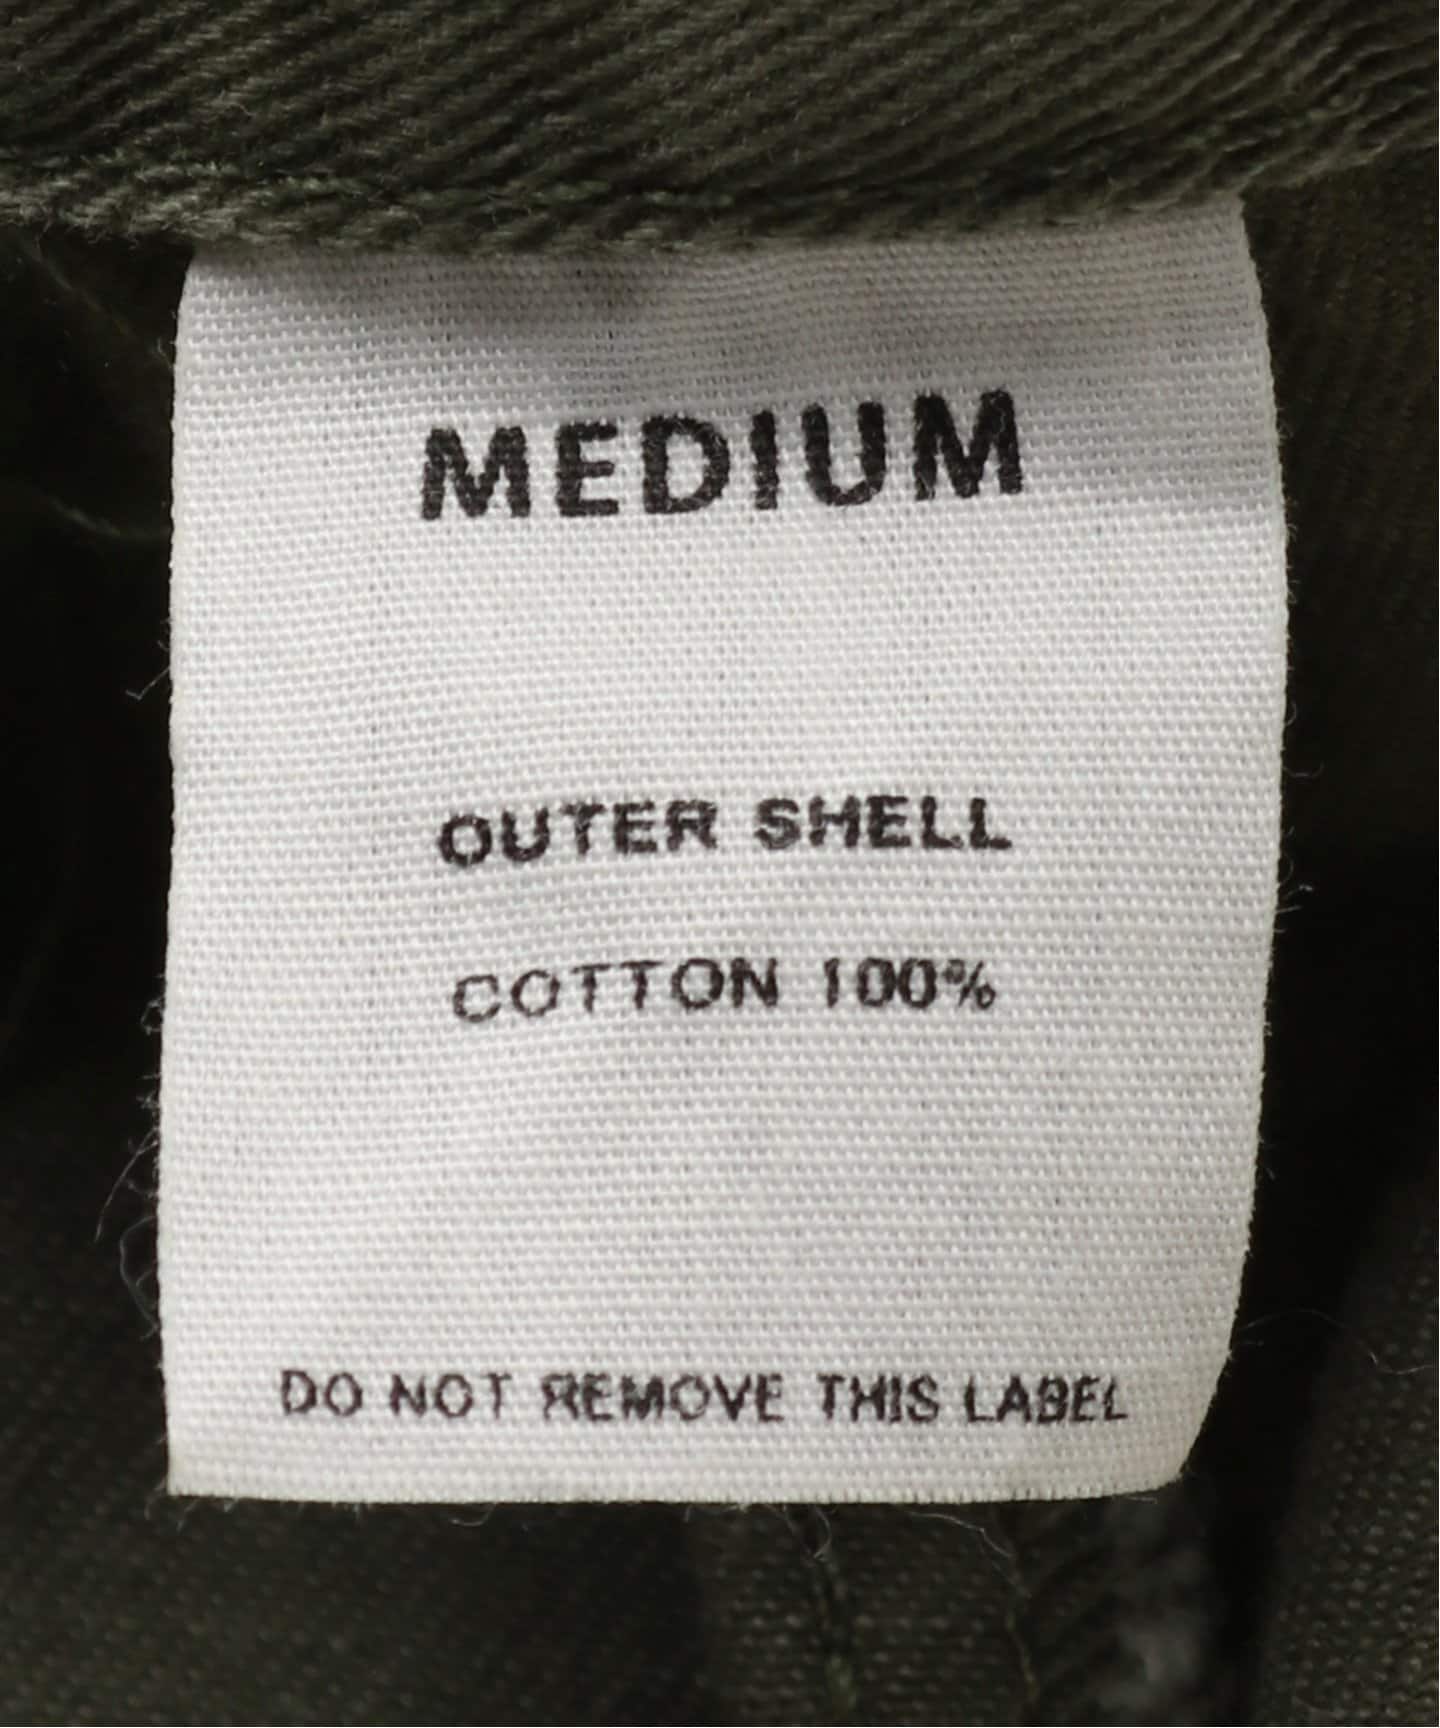 MEDIUM
OUTER SHELL
COTTON 100%
DO NOT REMOVE THIS LABEL